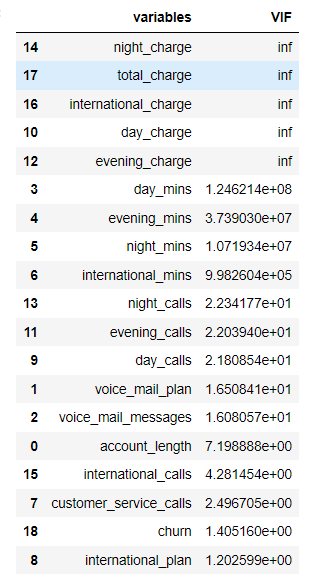 variables VIF
14 night_charge inf
17 total_charge inf
16 international_charge inf
10 day_charge inf
12 evening_charge inf
3 day_mins 1.246214e+08
4 evening_mins 3.739030e+07
5 night_mins 1.071934e+07
6 international_mins 9.982604e+05
13 night_calls 2.234177e+01
11 evening_calls 2.203940e+01
9 day_calls 2.180854e+01
1 voice_mail_plan 1.650841e+01
2 voice_mail_messages 1.608057e+01
0 account_length 7.198888e+00
15 international_calls 4.281454e+00
7 customer_service_calls 2.496705e+00
18 churn 1.405160e+00
8 international_plan 1.202599e+00